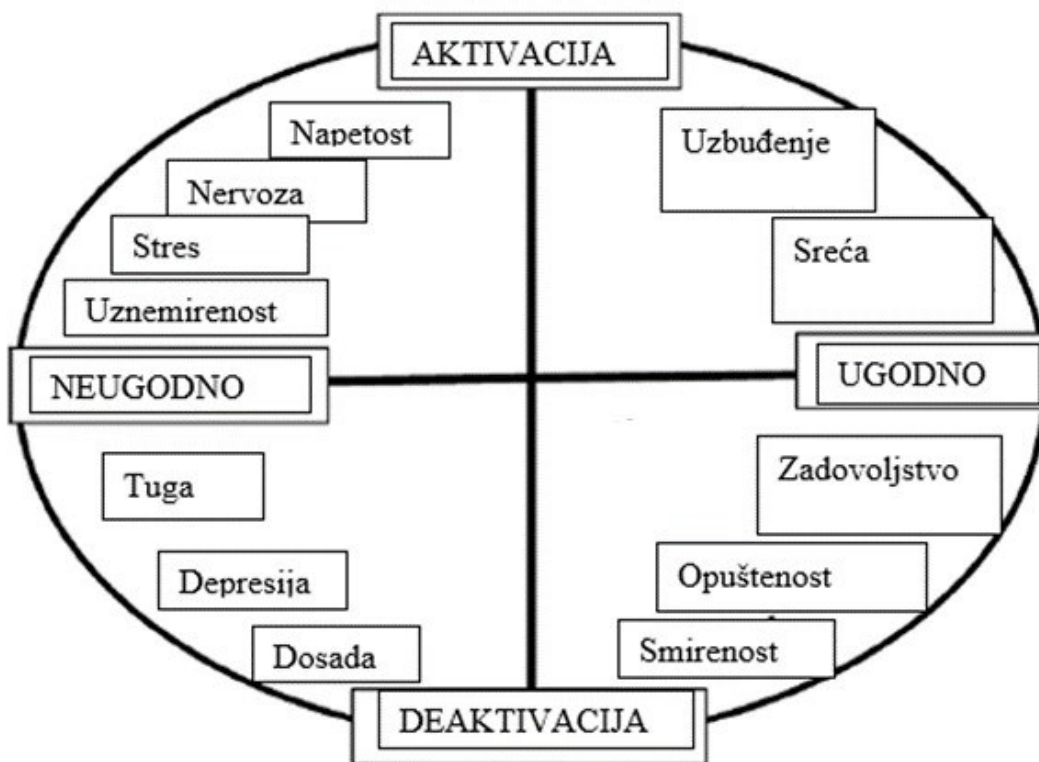 AKTIVACIJA
Napetost
Uzbuđenje
Nervoza
Stres
Sreća
Uznemirenost
NEUGODNO
UGODNO
Tuga
Zadovoljstvo
Depresija
Opuštenost
Dosada
Smirenost
DEAKTIVACIJA